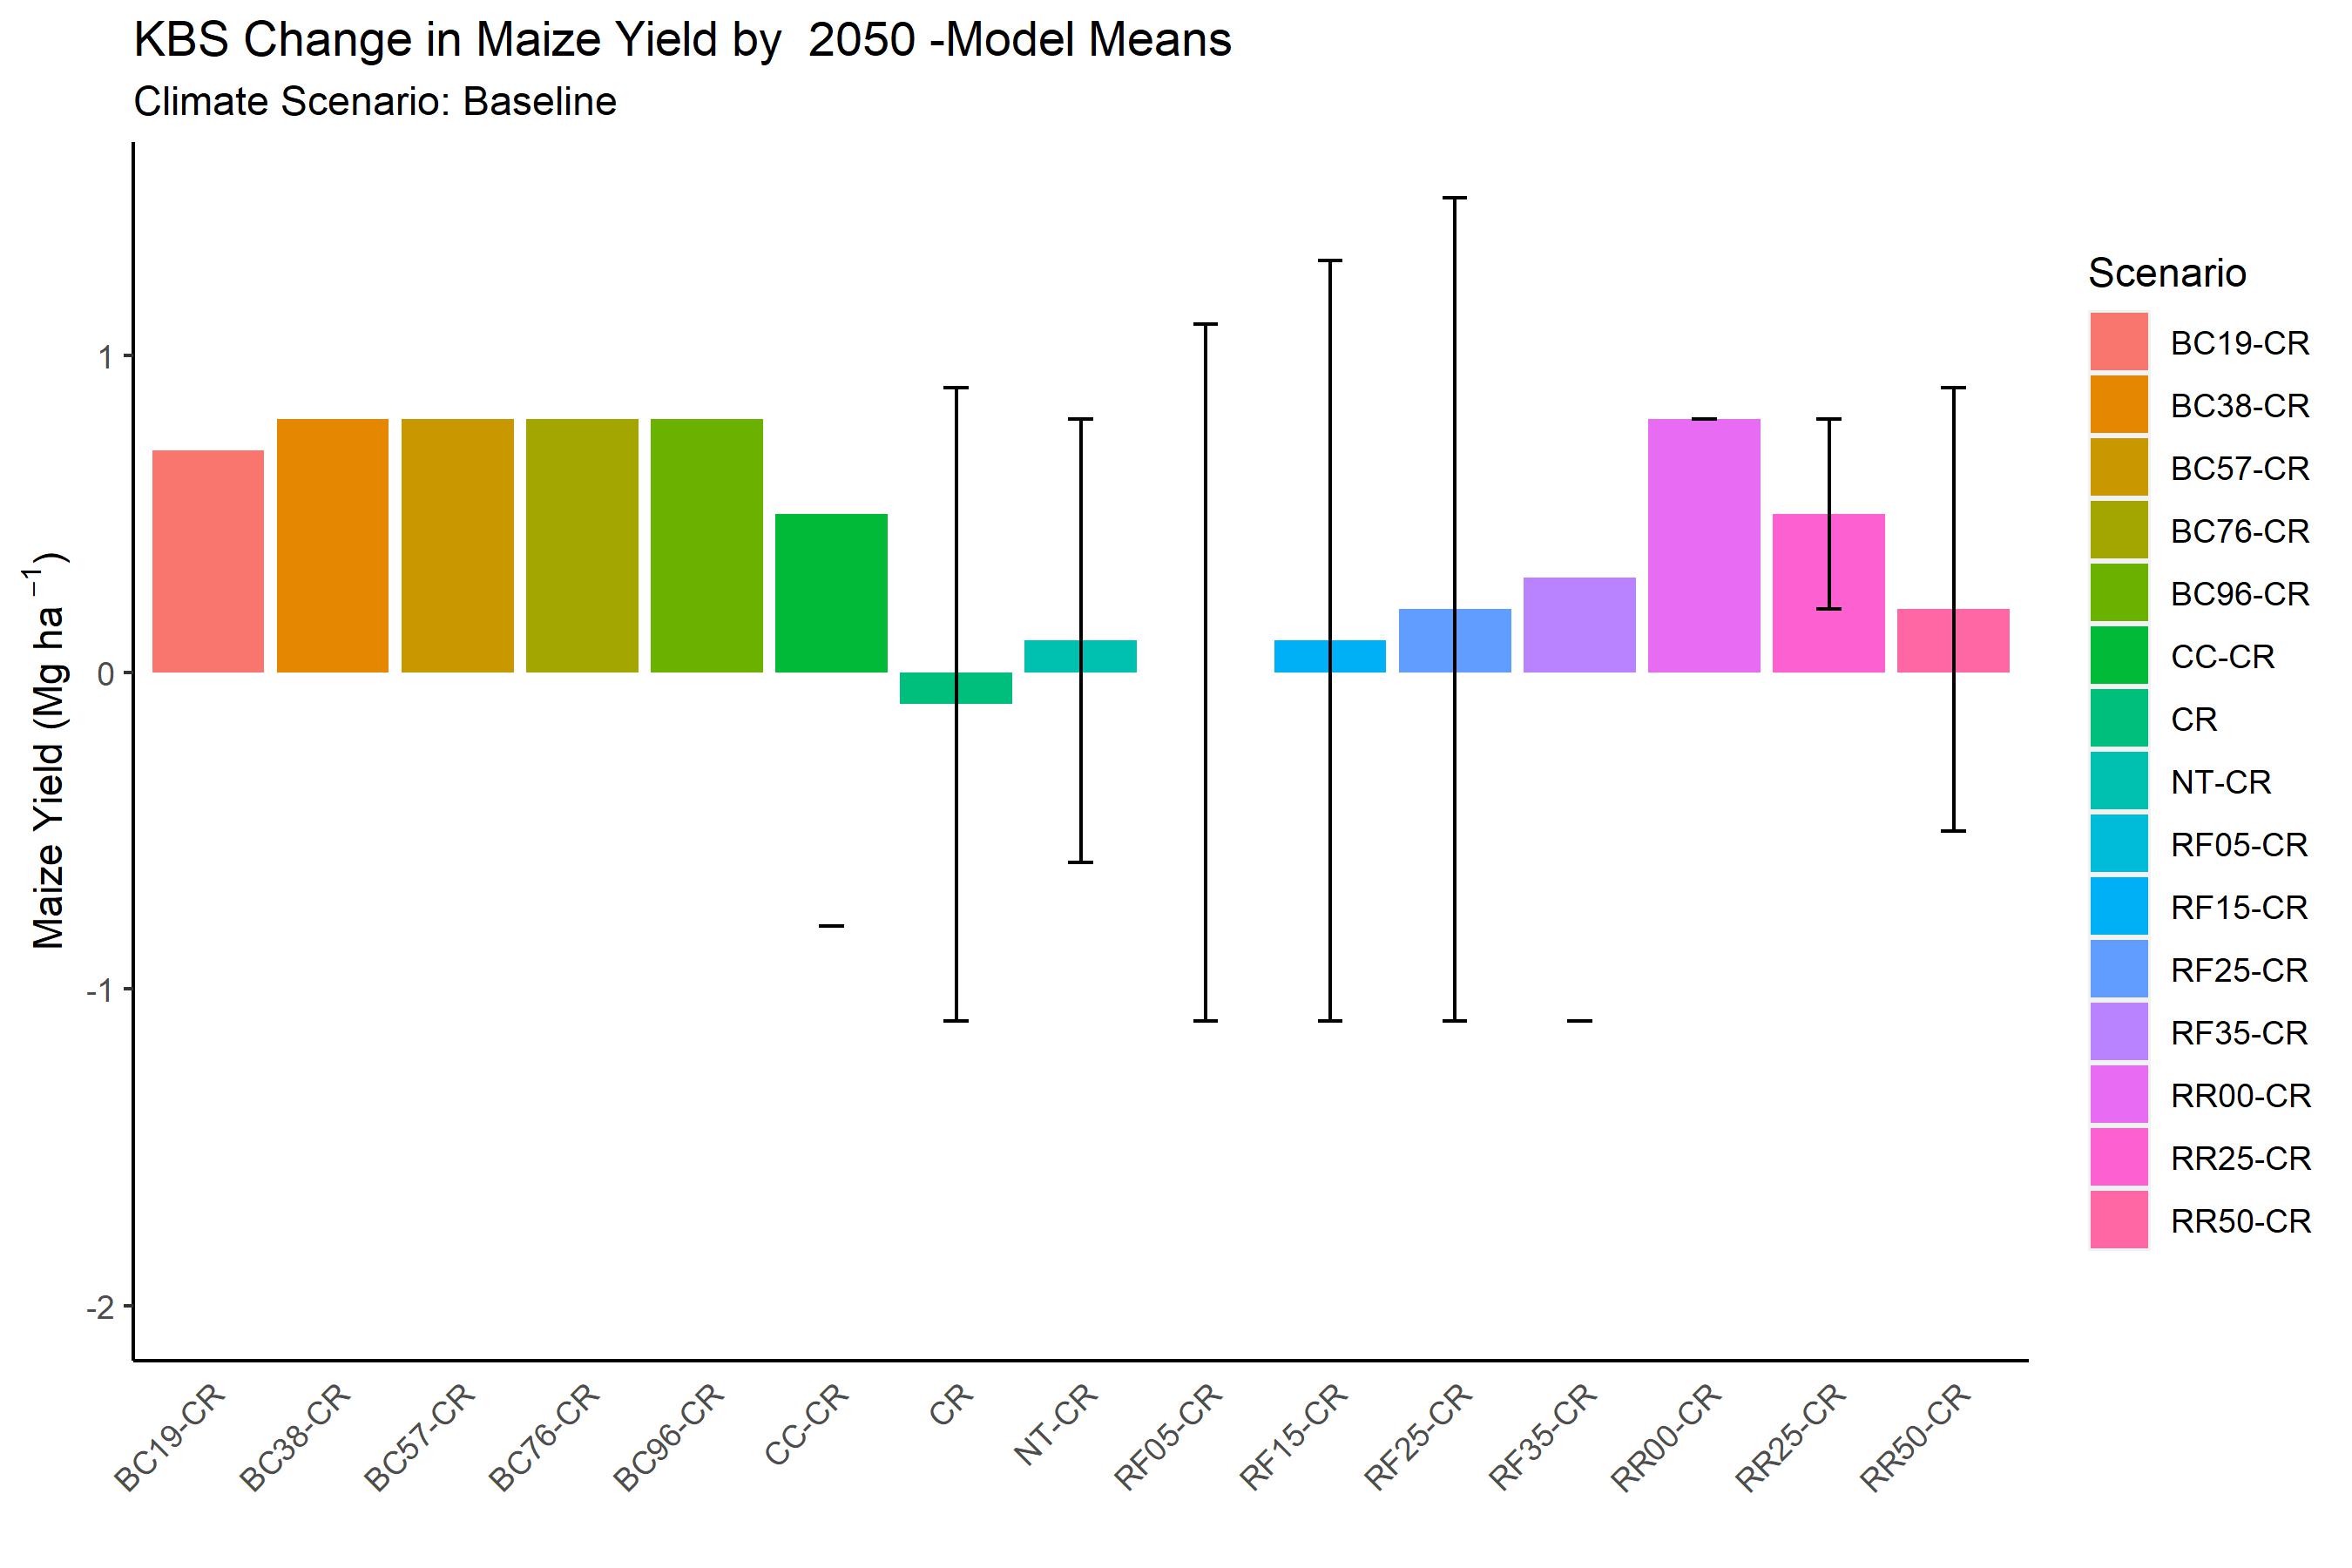 KBS Change in Maize Yield by  2050 -Model Means
Climate Scenario: Baseline
Maize Yield (Mg ha −1)
1
0
-1
-2
BC19-CR
BC38-CR
BC57-CR
BC76-CR
BC96-CR
CC-CR
CR
NT-CR
RF05-CR
RF15-CR
RF25-CR
RF35-CR
RR00-CR
RR25-CR
RR50-CR
Scenario
BC19-CR
BC38-CR
BC57-CR
BC76-CR
BC96-CR
CC-CR
CR
NT-CR
RF05-CR
RF15-CR
RF25-CR
RF35-CR
RR00-CR
RR25-CR
RR50-CR